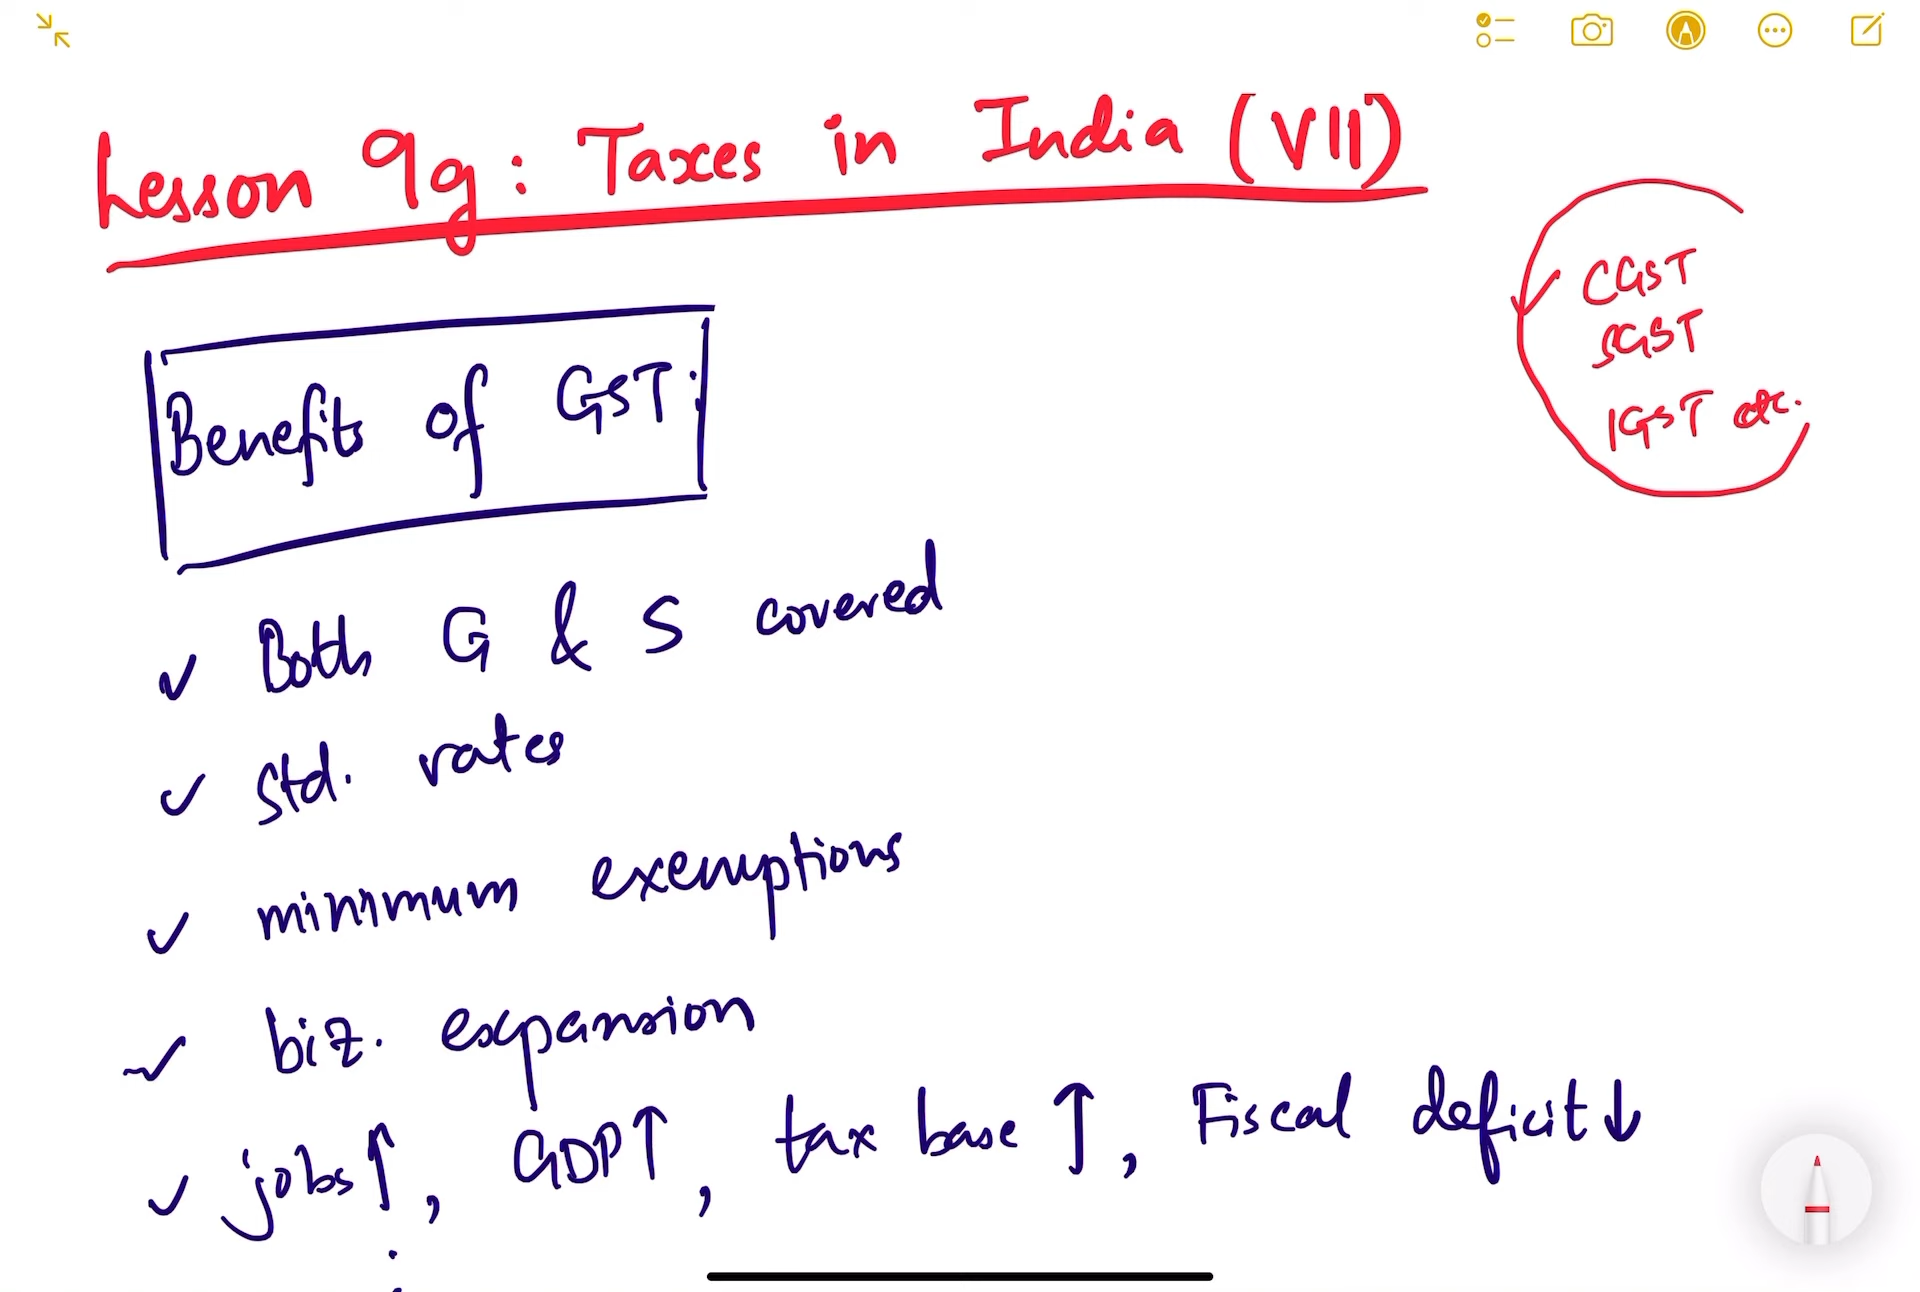 Lesson 9g: Taxes in India (VII)
CGST
SGST
IGST etc.
Benefits of GST:
✓ Both G & S covered
✓ Std. rates
✓ minimum exemptions
✓ biz. expansion
✓ jobs↑, GDP↑, tax base ↑, Fiscal deficit↓